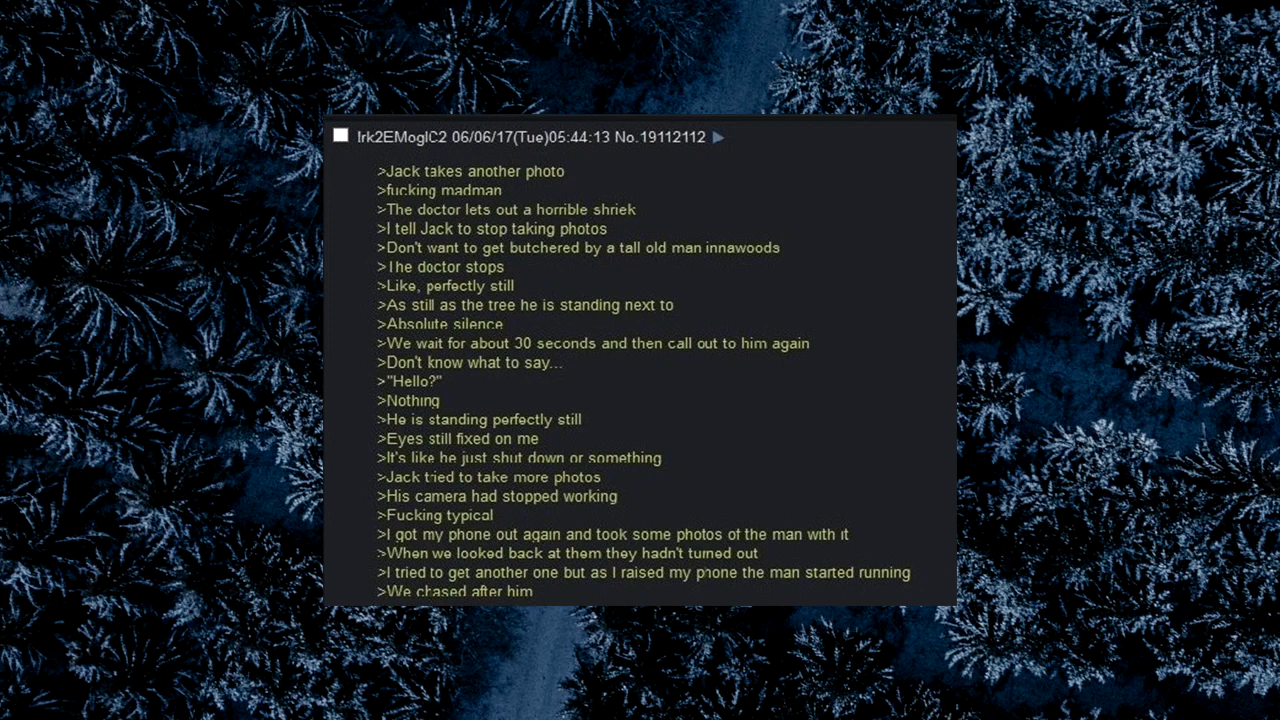 !rk2EMogIC2 06/06/17(Tue)05:44:13 No.19112112
>Jack takes another photo
>fucking madman
>The doctor lets out a horrible shriek
>I tell Jack to stop taking photos
>Don't want to get butchered by a tall old man innawoods
>The doctor stops
>Like, perfectly still
>As still as the tree he is standing next to
>Absolute silence
>We wait for about 30 seconds and then call out to him again
>Don't know what to say...
>"Hello?"
>Nothing
>He is standing perfectly still
>Eyes still fixed on me
>It's like he just shut down or something
>Jack tried to take more photos
>His camera had stopped working
>Fucking typical
>I got my phone out again and took some photos of the man with it
>When we looked back at them they hadn't turned out
>I tried to get another one but as I raised my phone the man started running
>We chased after him